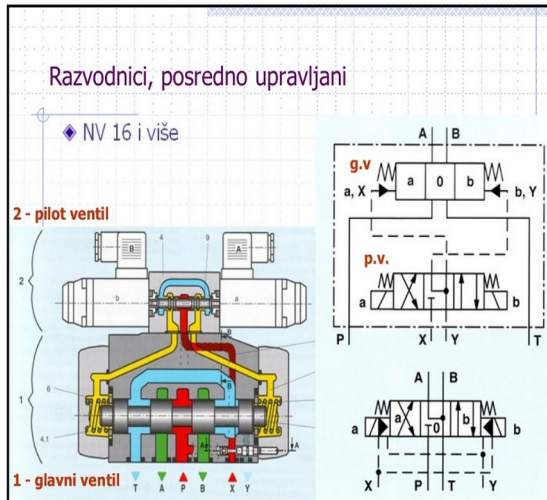 Razvodnici, posredno upravljani
NV 16 i više
A B
g.v
a 0 b
a, X
b, Y
p.v.
a
b
P X Y T
2 - pilot ventil
B
4
9
A
b
a
2
B
1
6
B
4.1
A
A
1 - glavni ventil
T A P B X Y
A B
a
a
0
b
b
X P T Y